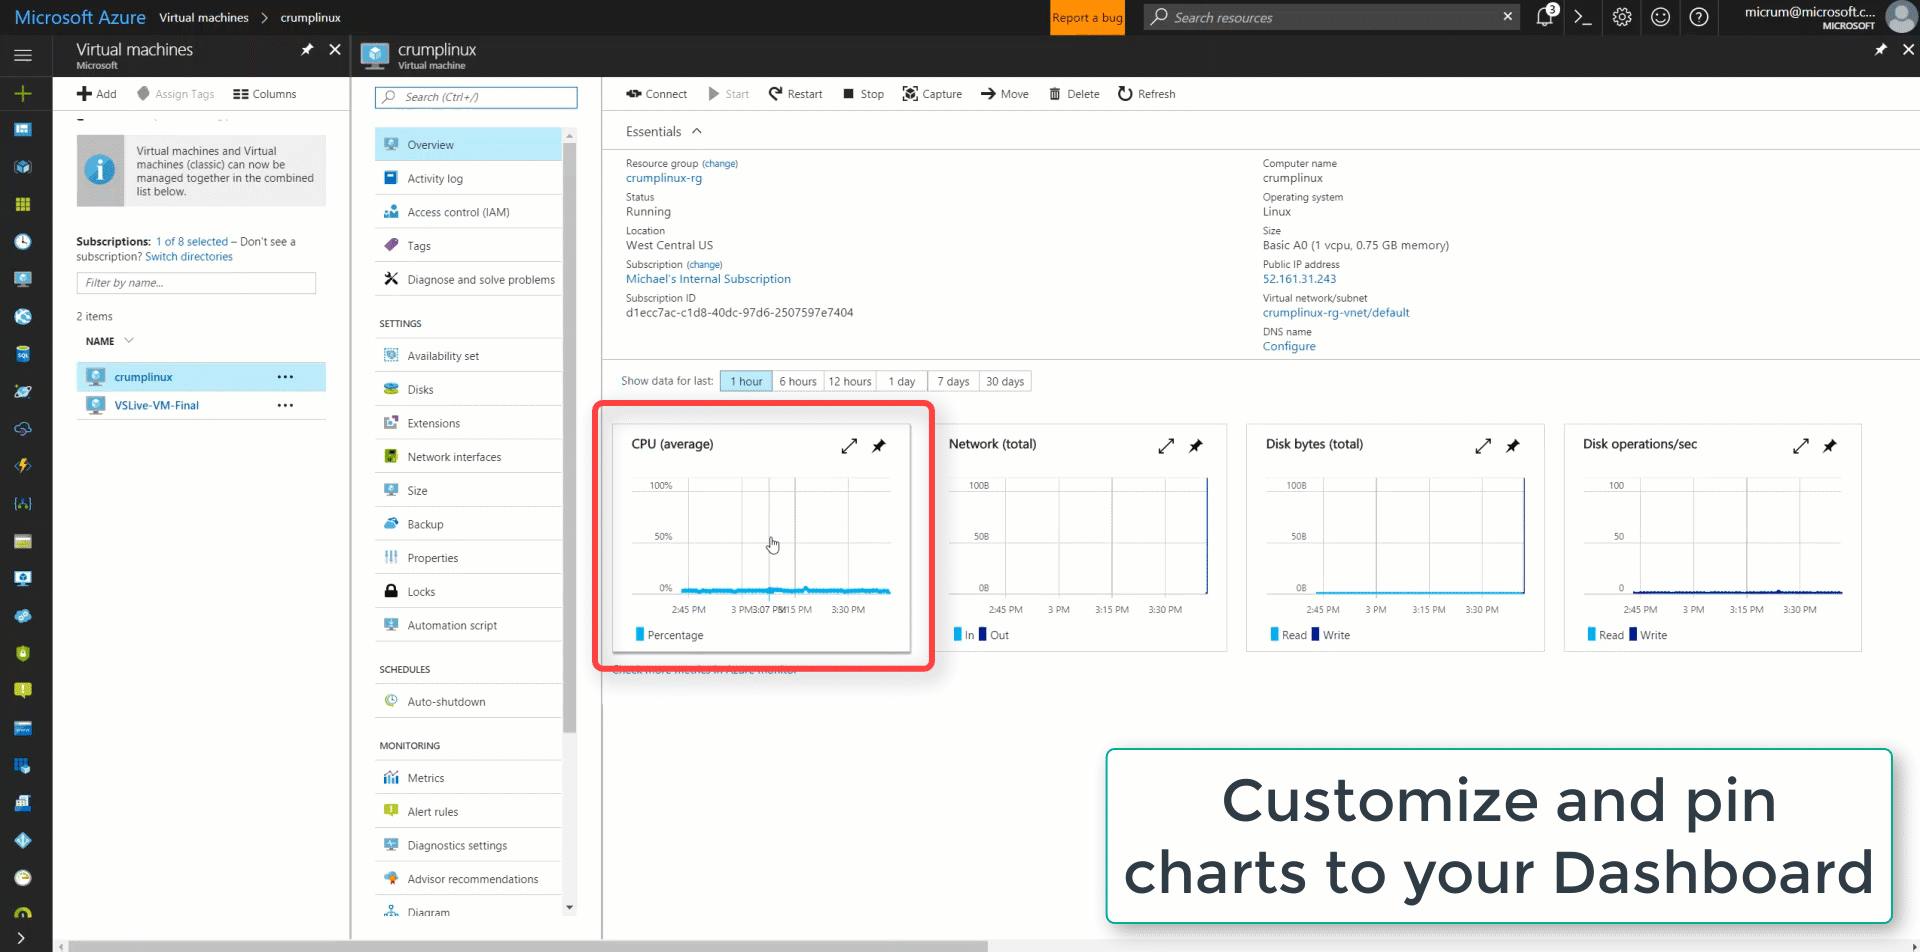 Microsoft Azure Virtual machines > crumplinux
Report a bug
Search resources
3
micrum@microsoft.c...
MICROSOFT
Virtual machines
Microsoft
crumplinux
Virtual machine
Add
Assign Tags
Columns
Virtual machines and Virtual
machines (classic) can now be
managed together in the combined
list below.
Subscriptions: 1 of 8 selected – Don't see a
subscription? Switch directories
Filter by name...
2 items
NAME
crumplinux
VSLive-VM-Final
Search (Ctrl+/)
Overview
Activity log
Access control (IAM)
Tags
Diagnose and solve problems
SETTINGS
Availability set
Disks
Extensions
Network interfaces
Size
Backup
Properties
Locks
Automation script
SCHEDULES
Auto-shutdown
MONITORING
Metrics
Alert rules
Diagnostics settings
Advisor recommendations
Diagram
Connect
Start
Restart
Stop
Capture
Move
Delete
Refresh
Essentials
Resource group (change)
crumplinux-rg
Status
Running
Location
West Central US
Subscription (change)
Michael's Internal Subscription
Subscription ID
d1ecc7ac-c1d8-40dc-97d6-2507597e7404
Computer name
crumplinux
Operating system
Linux
Size
Basic A0 (1 vcpu, 0.75 GB memory)
Public IP address
52.161.31.243
Virtual network/subnet
crumplinux-rg-vnet/default
DNS name
Configure
Show data for last: 1 hour 6 hours 12 hours 1 day 7 days 30 days
CPU (average)
100%
50%
0%
2:45 PM 3 PM 3:07 PM 3:15 PM 3:30 PM
Percentage
Network (total)
100B
50B
0B
2:45 PM 3 PM 3:15 PM 3:30 PM
In Out
Disk bytes (total)
100B
50B
0B
2:45 PM 3 PM 3:15 PM 3:30 PM
Read Write
Disk operations/sec
100
50
0
2:45 PM 3 PM 3:15 PM 3:30 PM
Read Write
Check more metrics in Azure monitor
Customize and pin
charts to your Dashboard